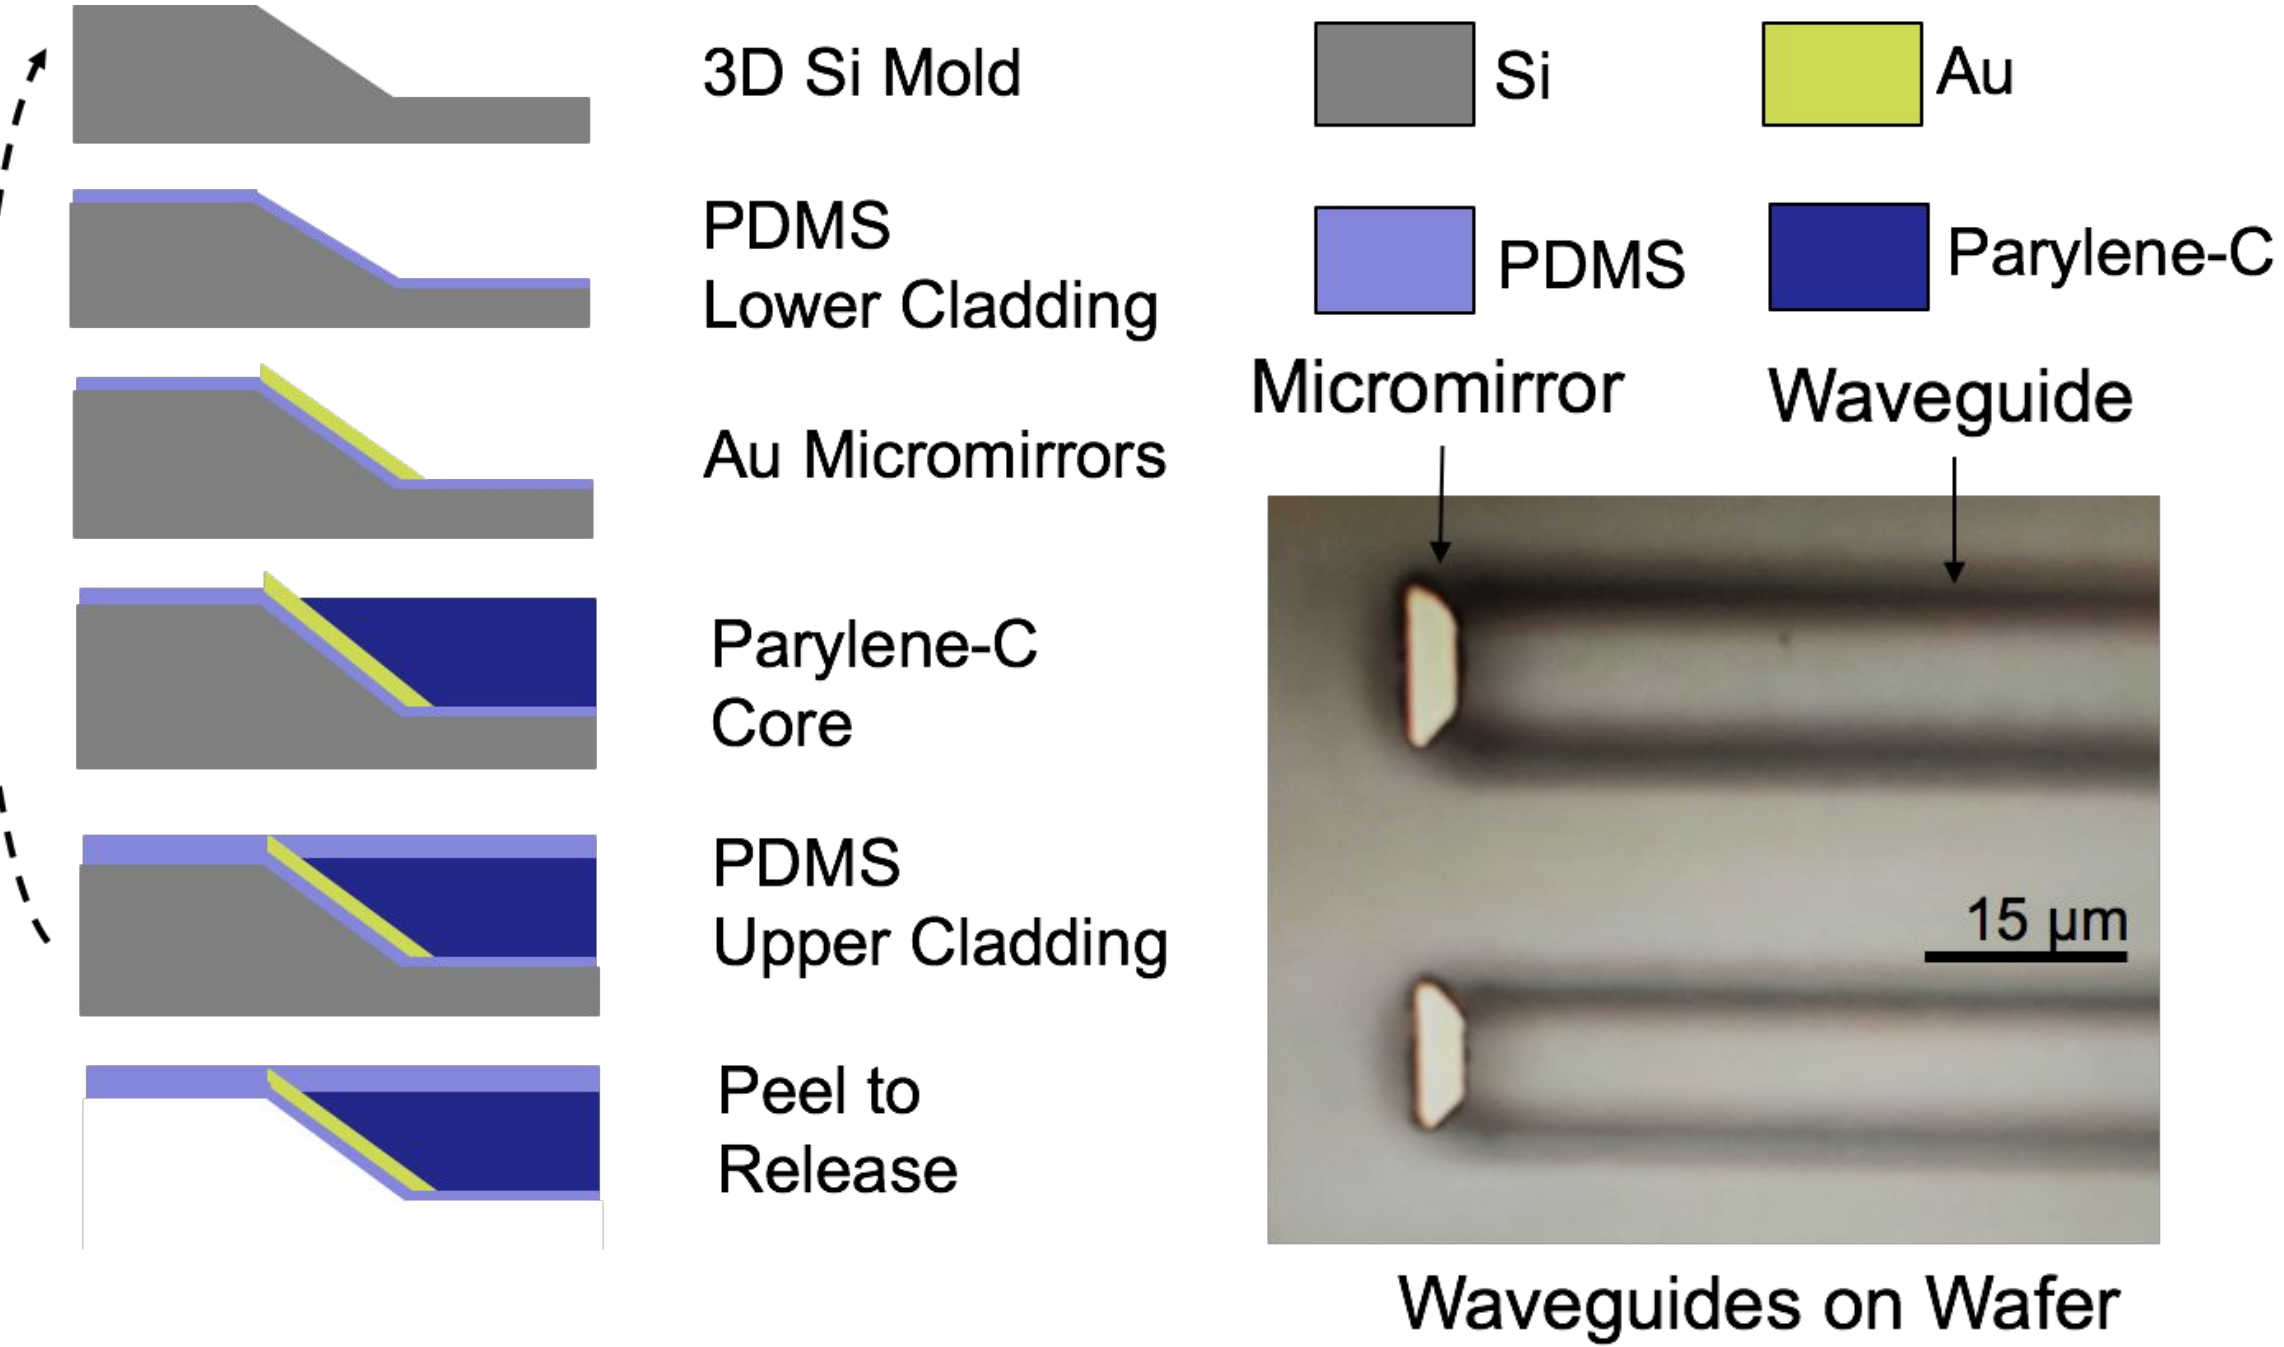 3D Si Mold
PDMS
Lower Cladding
Au Micromirrors
Parylene-C
Core
PDMS
Upper Cladding
Peel to
Release
Si
Au
PDMS
Parylene-C
Micromirror
Waveguide
15 µm
Waveguides on Wafer